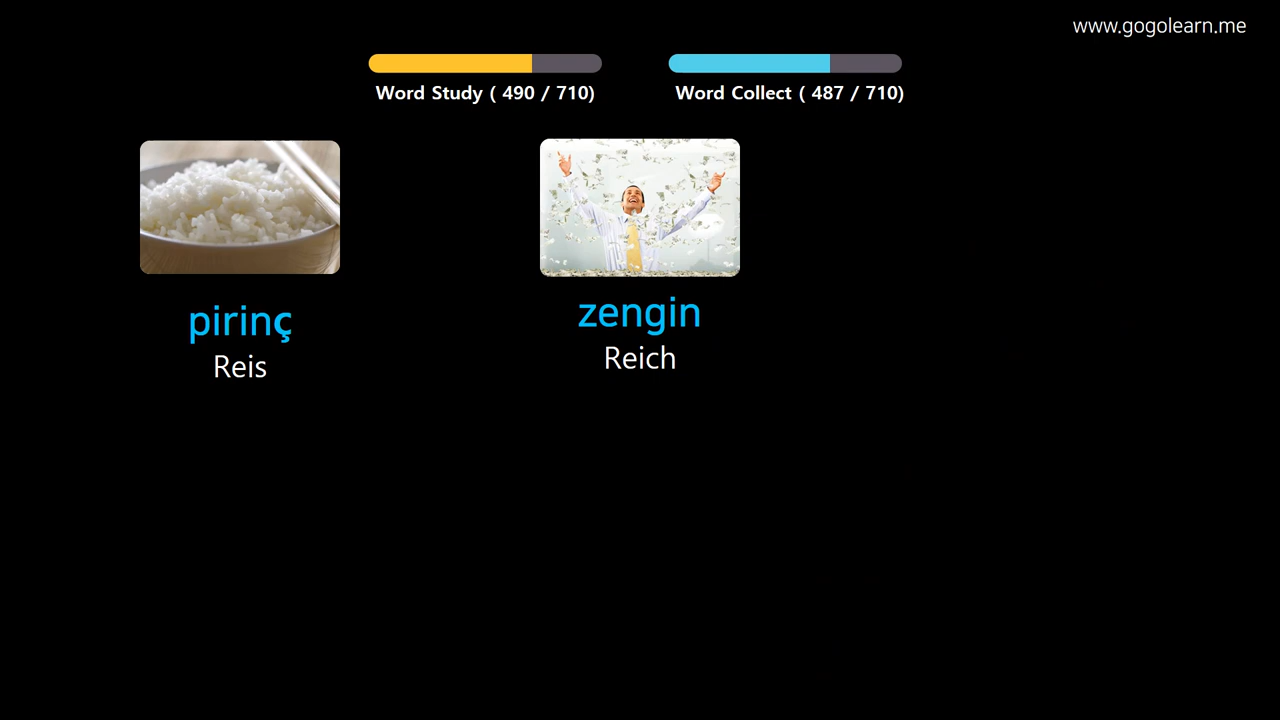 www.gogolearn.me
Word Study ( 490 / 710)
Word Collect ( 487 / 710)
pirinç
Reis
zengin
Reich